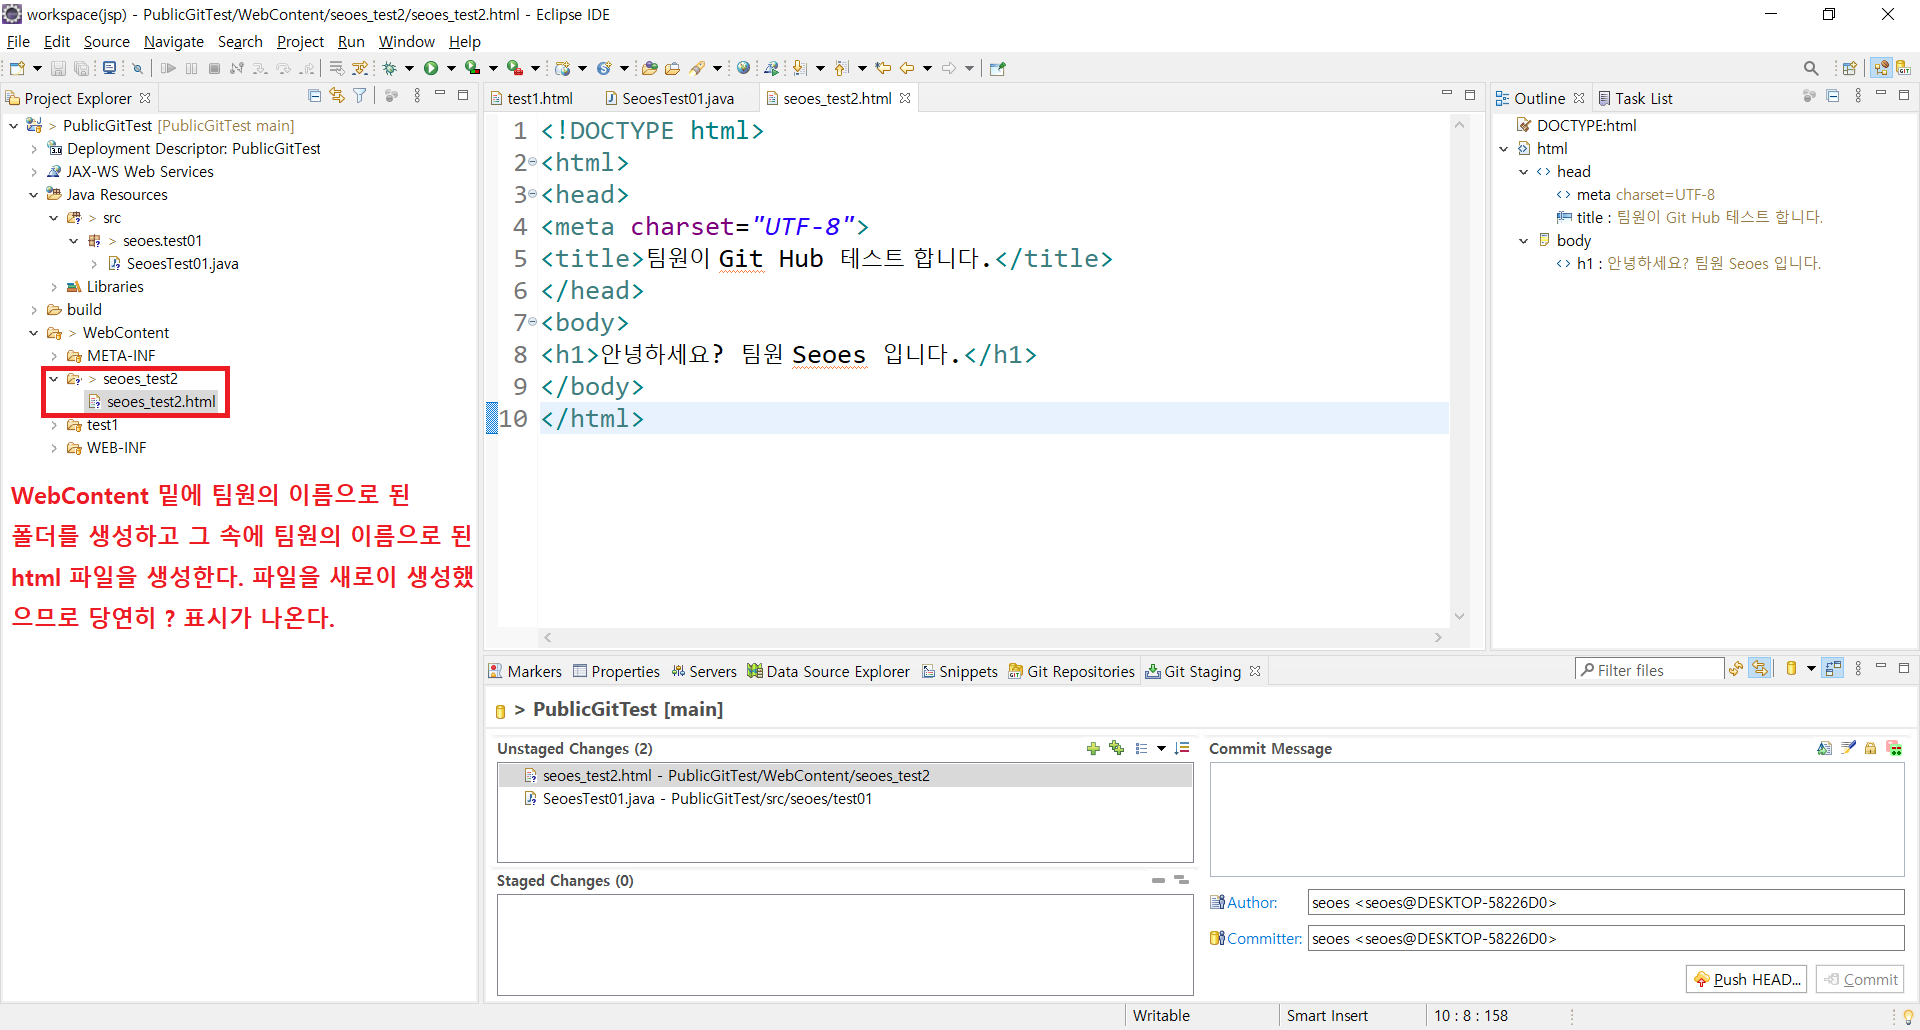 workspace(jsp) - PublicGitTest/WebContent/seoes_test2/seoes_test2.html - Eclipse IDE
File Edit Source Navigate Search Project Run Window Help
Project Explorer
PublicGitTest [PublicGitTest main]
Deployment Descriptor: PublicGitTest
JAX-WS Web Services
Java Resources
> src
> seoes.test01
SeoesTest01.java
Libraries
build
> WebContent
META-INF
> seoes_test2
seoes_test2.html
test1
WEB-INF
WebContent 밑에 팀원의 이름으로 된
폴더를 생성하고 그 속에 팀원의 이름으로 된
html 파일을 생성한다. 파일을 새로이 생성했
으므로 당연히 ? 표시가 나온다.
test1.html SeoesTest01.java seoes_test2.html
1 <!DOCTYPE html>
2 <html>
3 <head>
4 <meta charset="UTF-8">
5 <title>팀원이 Git Hub 테스트 합니다.</title>
6 </head>
7 <body>
8 <h1>안녕하세요? 팀원 Seoes 입니다.</h1>
9 </body>
10 </html>
Outline Task List
DOCTYPE:html
html
head
meta charset=UTF-8
title : 팀원이 Git Hub 테스트 합니다.
body
h1 : 안녕하세요? 팀원 Seoes 입니다.
Markers Properties Servers Data Source Explorer Snippets Git Repositories Git Staging
Filter files
> PublicGitTest [main]
Unstaged Changes (2)
seoes_test2.html - PublicGitTest/WebContent/seoes_test2
SeoesTest01.java - PublicGitTest/src/seoes/test01
Staged Changes (0)
Commit Message
Author: seoes <seoes@DESKTOP-58226D0>
Committer: seoes <seoes@DESKTOP-58226D0>
Push HEAD... Commit
Writable Smart Insert 10 : 8 : 158